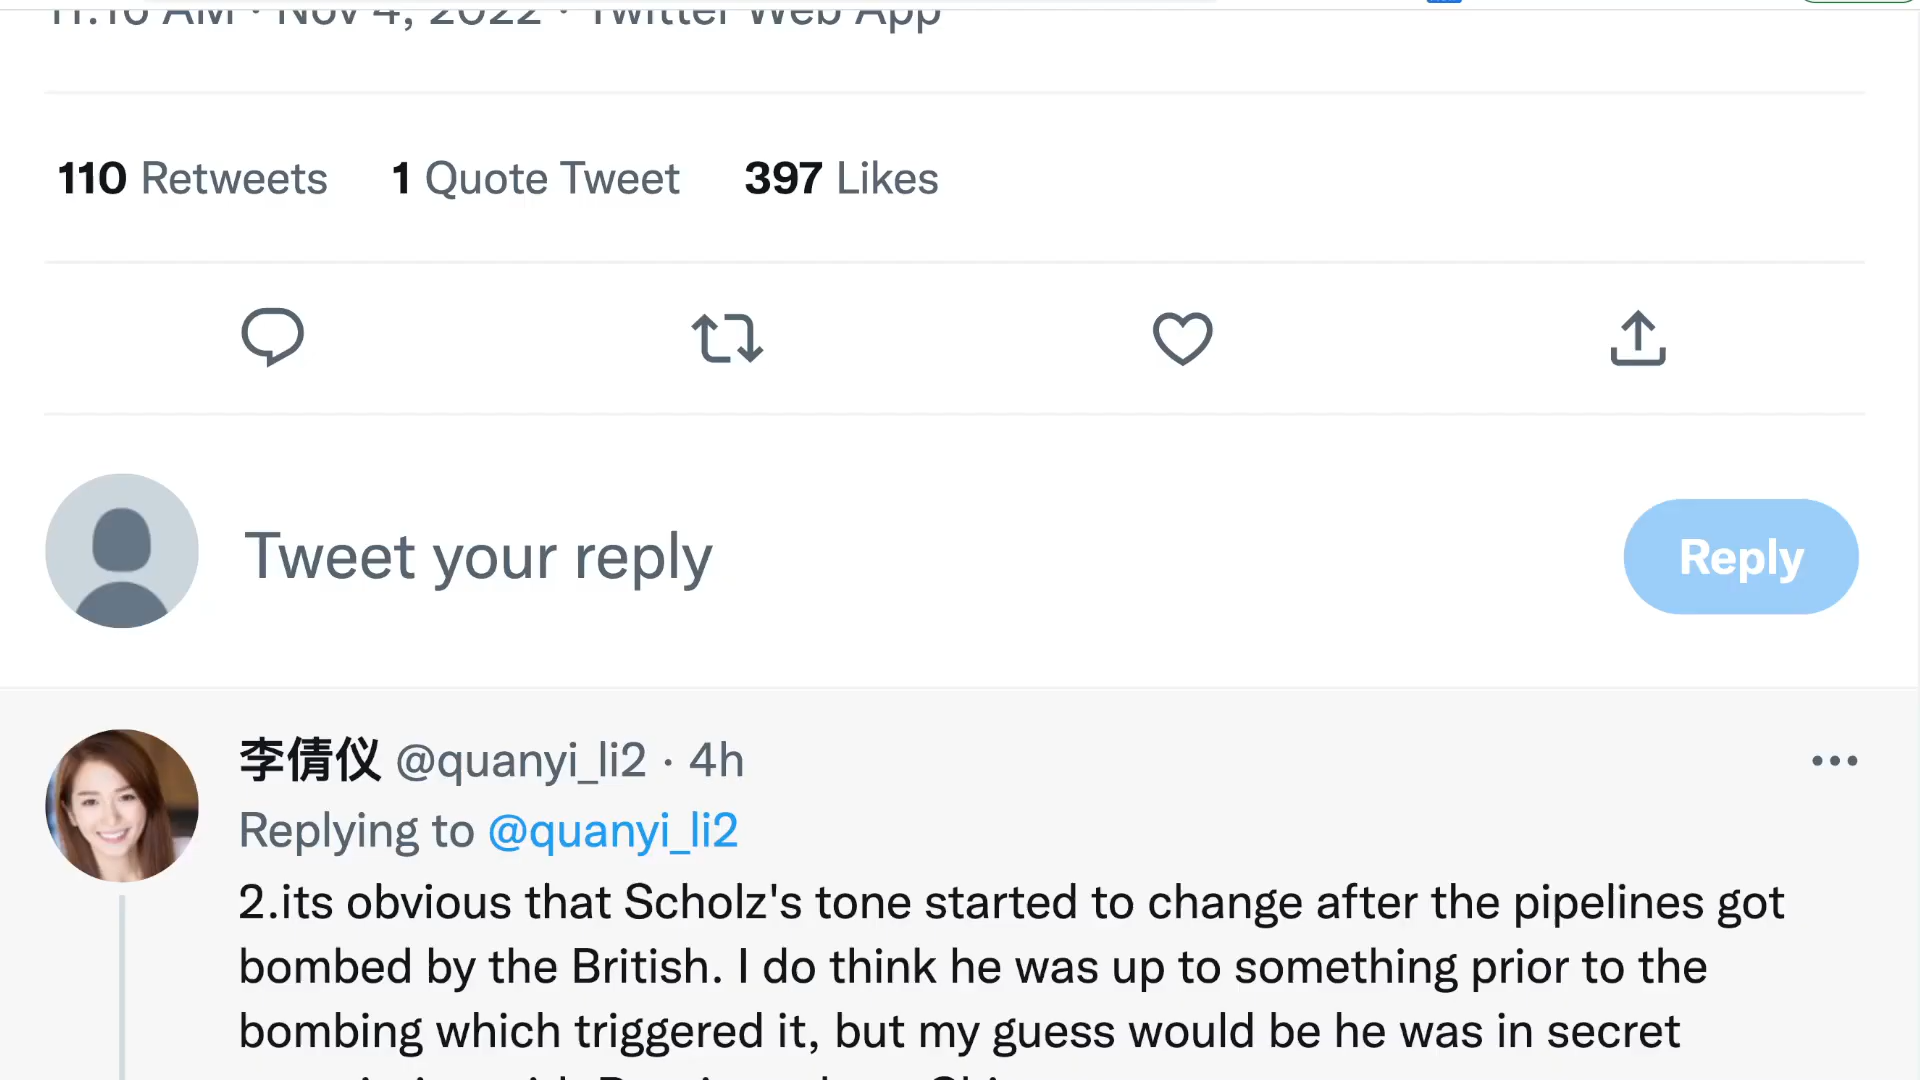 11:10 AM · Nov 4, 2022 · Twitter Web App
110 Retweets 1 Quote Tweet 397 Likes
Tweet your reply
Reply
李倩仪 @quanyi_li2 · 4h
Replying to @quanyi_li2
2.its obvious that Scholz's tone started to change after the pipelines got
bombed by the British. I do think he was up to something prior to the
bombing which triggered it, but my guess would be he was in secret